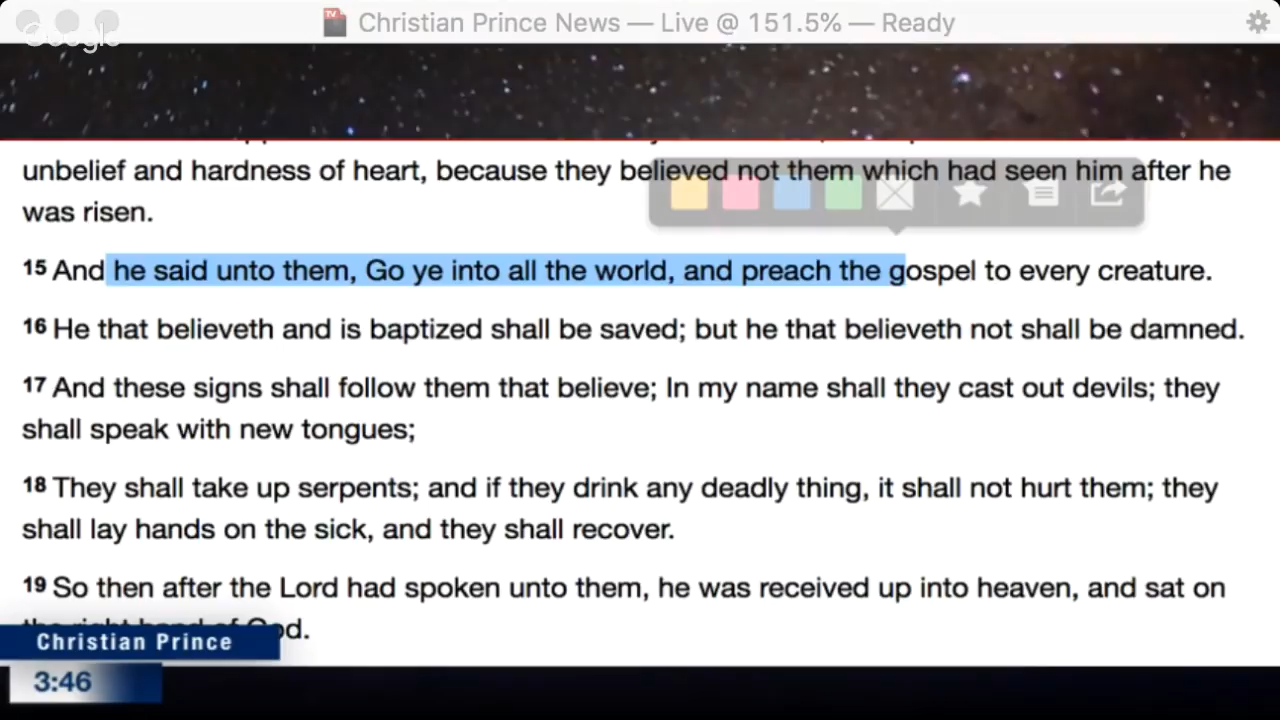 Christian Prince News — Live @ 151.5% — Ready
Google
unbelief and hardness of heart, because they believed not them which had seen him after he
was risen.
15 And he said unto them, Go ye into all the world, and preach the gospel to every creature.
16 He that believeth and is baptized shall be saved; but he that believeth not shall be damned.
17 And these signs shall follow them that believe; In my name shall they cast out devils; they
shall speak with new tongues;
18 They shall take up serpents; and if they drink any deadly thing, it shall not hurt them; they
shall lay hands on the sick, and they shall recover.
19 So then after the Lord had spoken unto them, he was received up into heaven, and sat on
the right hand of God.
Christian Prince
3:46